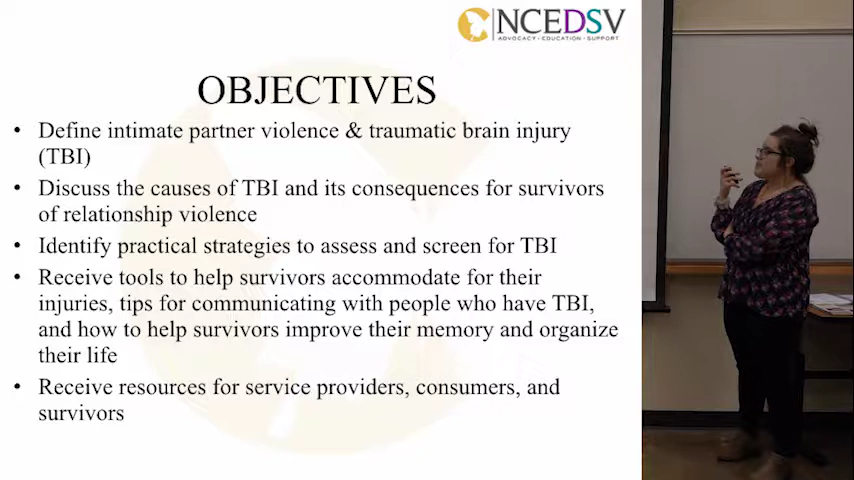 NCEDSV
ADVOCACY • EDUCATION • SUPPORT
OBJECTIVES
• Define intimate partner violence & traumatic brain injury
(TBI)
• Discuss the causes of TBI and its consequences for survivors
of relationship violence
• Identify practical strategies to assess and screen for TBI
• Receive tools to help survivors accommodate for their
injuries, tips for communicating with people who have TBI,
and how to help survivors improve their memory and organize
their life
• Receive resources for service providers, consumers, and
survivors